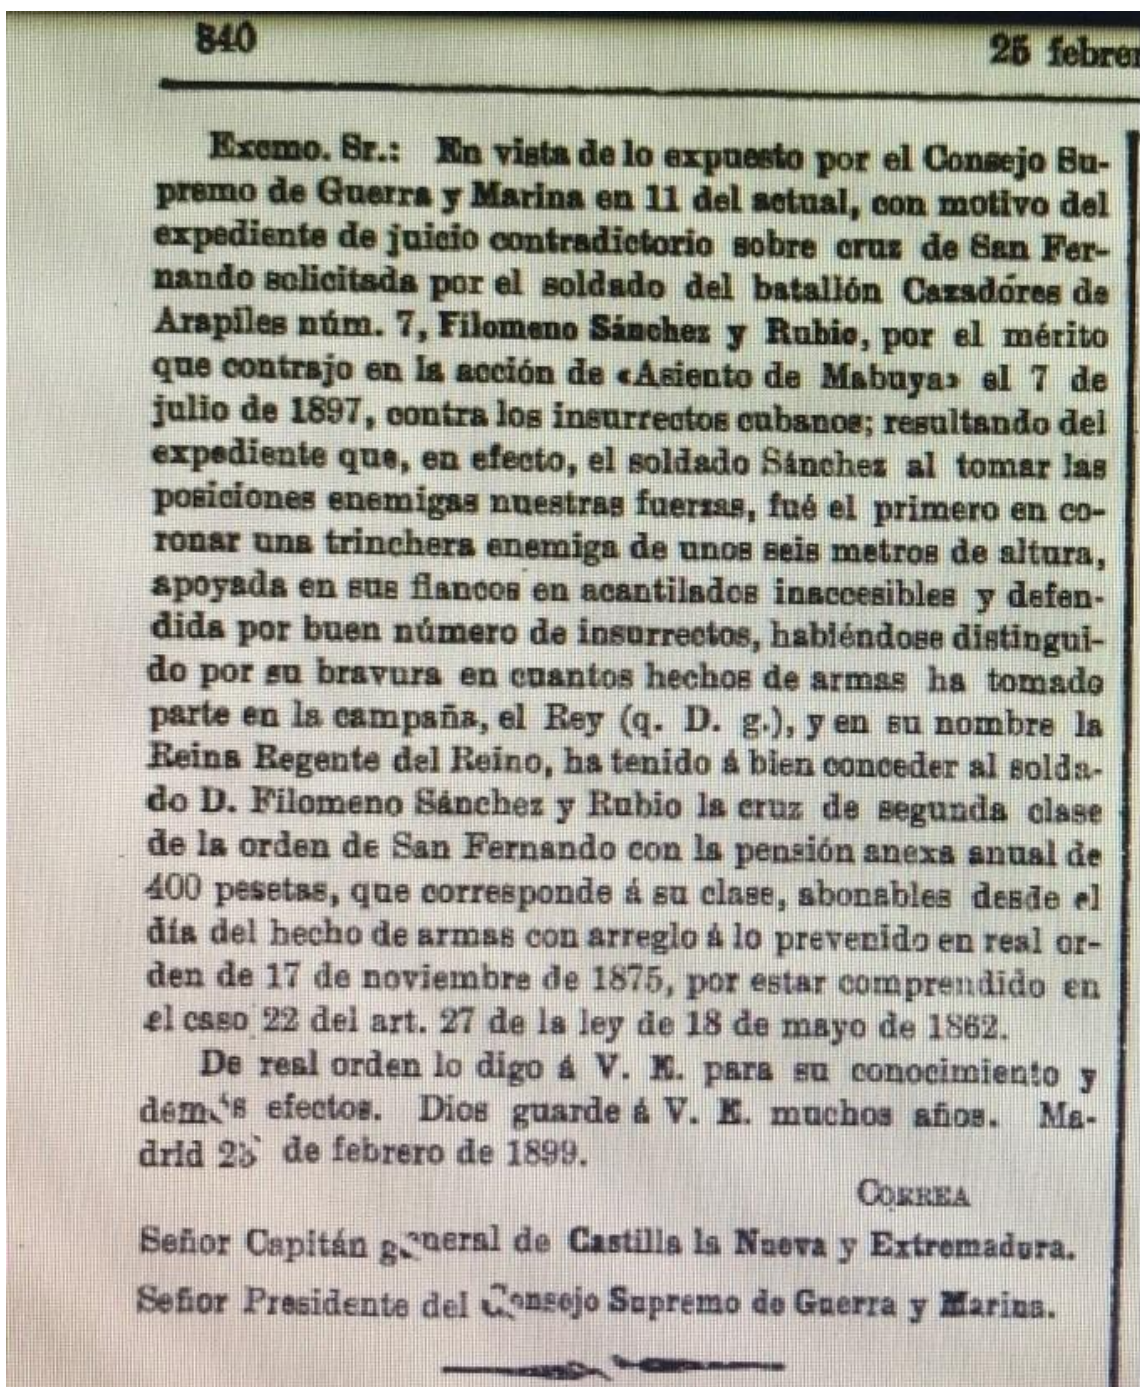 840
25 febrer
Excmo. Sr.: En vista de lo expuesto por el Consejo Su-
premo de Guerra y Marina en 11 del actual, con motivo del
expediente de juicio contradictorio sobre cruz de San Fer-
nando solicitada por el soldado del batallón Cazadores de
Arapiles núm. 7, Filomeno Sánchez y Rubio, por el mérito
que contrajo en la acción de «Asiento de Mabuya» el 7 de
julio de 1897, contra los insurrectos cubanos; resultando del
expediente que, en efecto, el soldado Sánchez al tomar las
posiciones enemigas nuestras fuerzas, fué el primero en co-
ronar una trinchera enemiga de unos seis metros de altura,
apoyada en sus flancos en acantilados inaccesibles y defen-
dida por buen número de insurrectos, habiéndose distingui-
do por su bravura en cuantos hechos de armas ha tomado
parte en la campaña, el Rey (q. D. g.), y en su nombre la
Reina Regente del Reino, ha tenido á bien conceder al solda-
do D. Filomeno Sánchez y Rubio la cruz de segunda clase
de la orden de San Fernando con la pensión anexa anual de
400 pesetas, que corresponde á su clase, abonables desde el
día del hecho de armas con arreglo á lo prevenido en real or-
den de 17 de noviembre de 1875, por estar comprendido en
el caso 22 del art. 27 de la ley de 18 de mayo de 1862.
De real orden lo digo á V. E. para su conocimiento y
demás efectos. Dios guarde á V. E. muchos años. Ma-
drid de febrero de 1899.
CORREA
Señor Capitán general de Castilla la Nueva y Extremadura.
Señor Presidente del Consejo Supremo de Guerra y Marina.